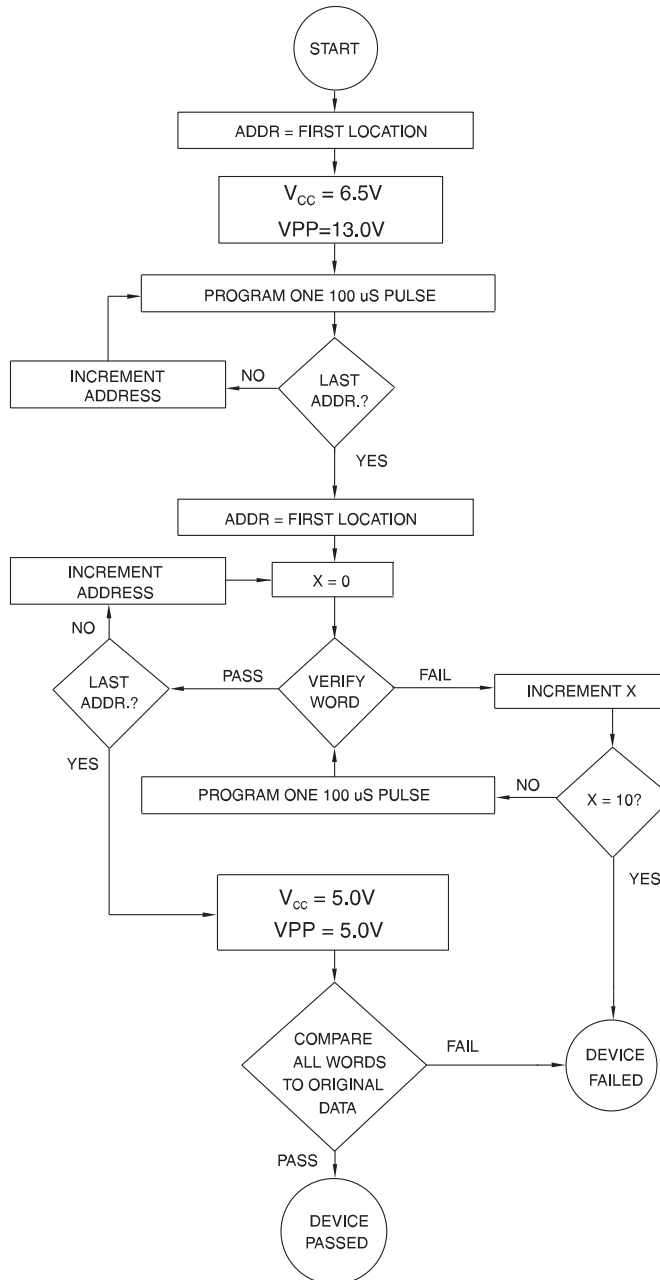 START
ADDR = FIRST LOCATION
VCC = 6.5V
VPP=13.0V
PROGRAM ONE 100 uS PULSE
INCREMENT
ADDRESS
NO
LAST
ADDR.?
YES
ADDR = FIRST LOCATION
INCREMENT
ADDRESS
X = 0
NO
LAST
ADDR.?
PASS
VERIFY
WORD
FAIL
INCREMENT X
YES
PROGRAM ONE 100 uS PULSE
NO
X = 10?
YES
VCC = 5.0V
VPP = 5.0V
COMPARE
ALL WORDS
TO ORIGINAL
DATA
FAIL
DEVICE
FAILED
PASS
DEVICE
PASSED